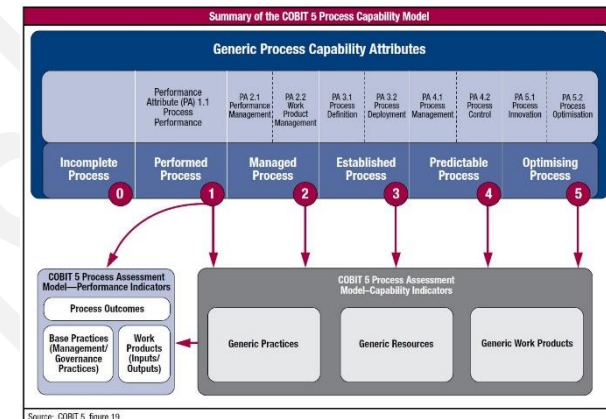 Summary of the COBIT 5 Process Capability Model
Generic Process Capability Attributes
Performance
Attribute (PA) 1.1
Process
Performance
PA 2.1
Performance
Management
PA 2.2
Work
Product
Management
PA 3.1
Process
Definition
PA 3.2
Process
Deployment
PA 4.1
Process
Management
PA 4.2
Process
Control
PA 5.1
Process
Innovation
PA 5.2
Process
Optimisation
Incomplete
Process
0
Performed
Process
1
Managed
Process
2
Established
Process
3
Predictable
Process
4
Optimising
Process
5
COBIT 5 Process Assessment
Model—Performance Indicators
Process Outcomes
Base Practices
(Management/
Governance
Practices)
Work
Products
(Inputs/
Outputs)
COBIT 5 Process Assessment
Model–Capability Indicators
Generic Practices
Generic Resources
Generic Work Products
Source: COBIT 5, figure 19